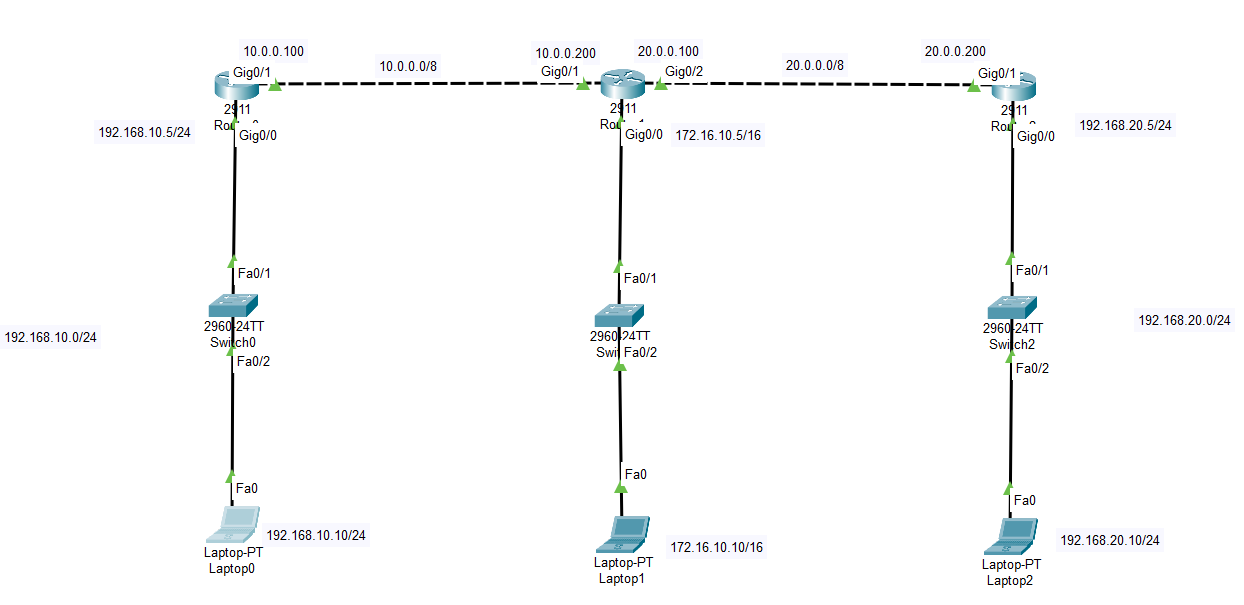 10.0.0.100
10.0.0.200
20.0.0.100
20.0.0.200
Gig0/1
10.0.0.0/8
Gig0/1
Gig0/2
20.0.0.0/8
Gig0/1
2911
2911
2911
192.168.10.5/24
Gig0/0
Gig0/0
172.16.10.5/16
Gig0/0
192.168.20.5/24
Fa0/1
Fa0/1
Fa0/1
192.168.10.0/24
2960-24TT
Switch0
Fa0/2
2960-24TT
Fa0/2
2960-24TT
Switch2
Fa0/2
192.168.20.0/24
Fa0
Fa0
Fa0
192.168.10.10/24
Laptop-PT
Laptop0
172.16.10.10/16
Laptop-PT
Laptop1
192.168.20.10/24
Laptop-PT
Laptop2